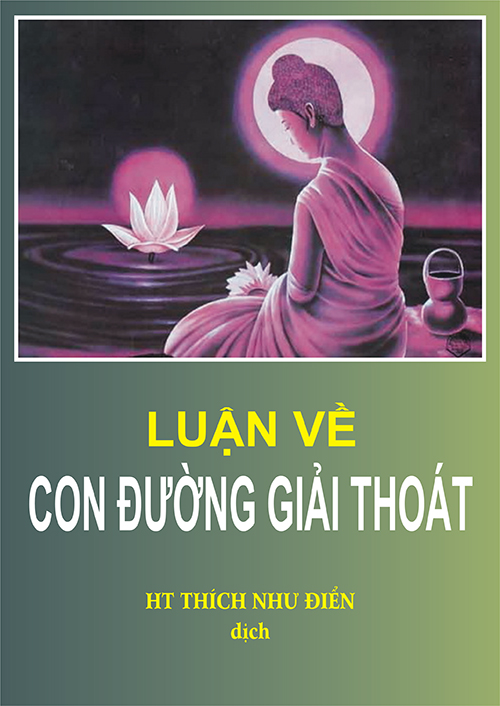 LUẬN VỀ
CON ĐƯỜNG GIẢI THOÁT
HT THÍCH NHƯ ĐIỂN
dịch